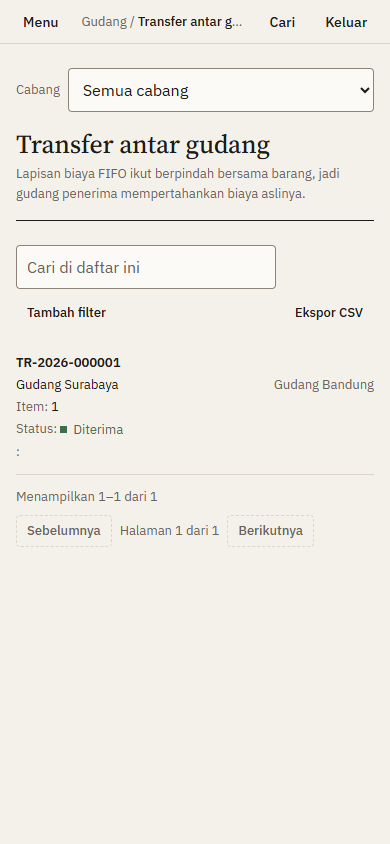 Menu
Gudang / Transfer antar g...
Cari
Keluar
Cabang
Semua cabang
Transfer antar gudang
Lapisan biaya FIFO ikut berpindah bersama barang, jadi
gudang penerima mempertahankan biaya aslinya.
Cari di daftar ini
Tambah filter
Ekspor CSV
TR-2026-000001
Gudang Surabaya
Gudang Bandung
Item: 1
Status: Diterima
:
Menampilkan 1–1 dari 1
Sebelumnya
Halaman 1 dari 1
Berikutnya